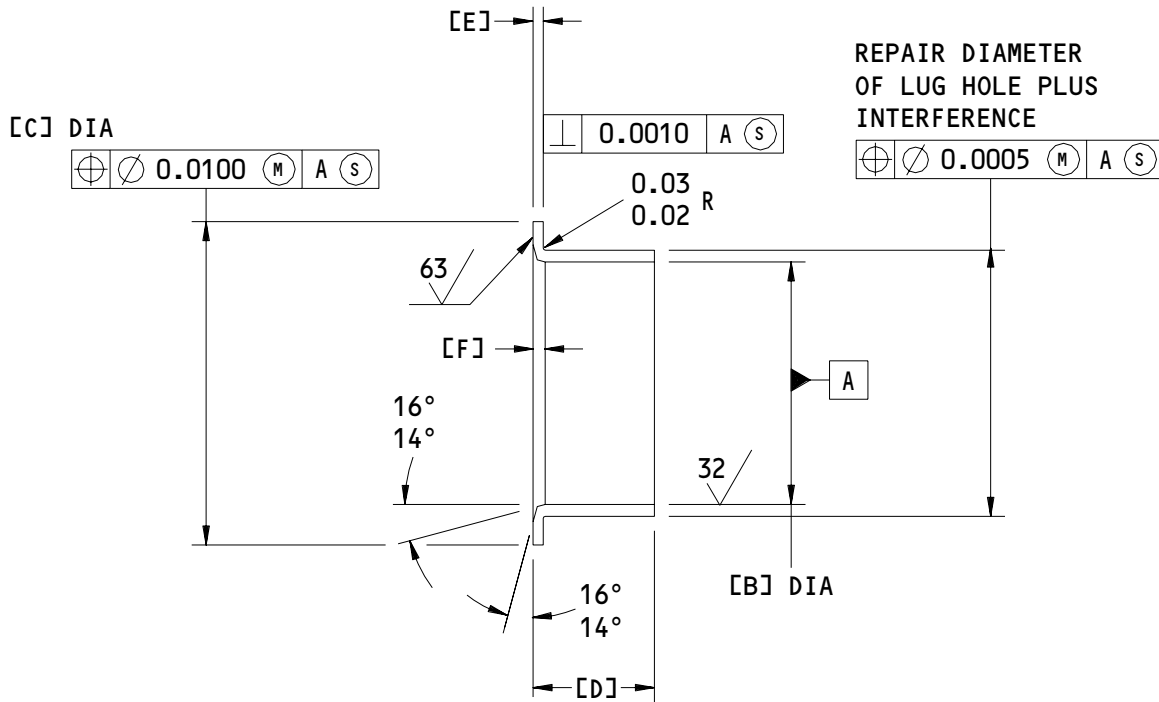 [E]
REPAIR DIAMETER
OF LUG HOLE PLUS
INTERFERENCE
[C] DIA
⊥ 0.0010 A Ⓢ
⌖ ∅ 0.0100 Ⓜ A Ⓢ
⌖ ∅ 0.0005 Ⓜ A Ⓢ
0.03
0.02 R
63
[F]
A
16°
14°
32
[B] DIA
16°
14°
[D]